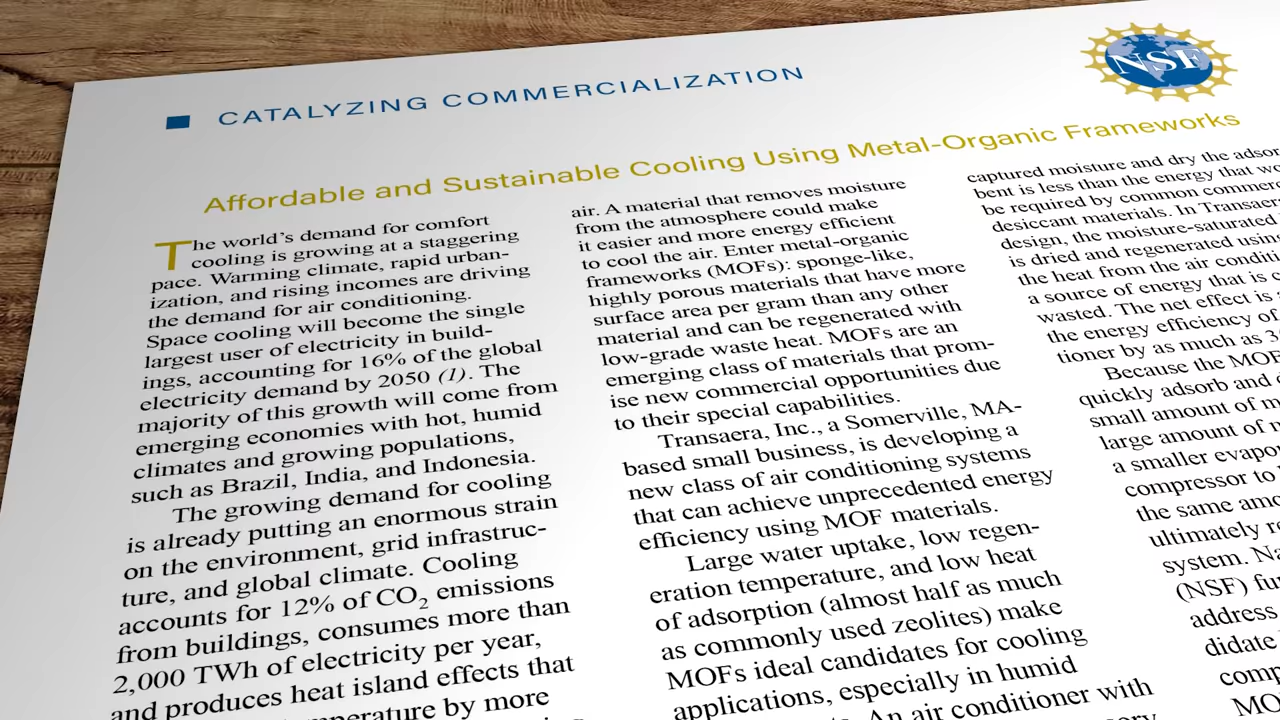 CATALYZING COMMERCIALIZATION
NSF
Affordable and Sustainable Cooling Using Metal-Organic Frameworks
The world's demand for comfort
cooling is growing at a staggering
pace. Warming climate, rapid urban-
ization, and rising incomes are driving
the demand for air conditioning.
Space cooling will become the single
largest user of electricity in build-
ings, accounting for 16% of the global
electricity demand by 2050 (1). The
majority of this growth will come from
emerging economies with hot, humid
climates and growing populations,
such as Brazil, India, and Indonesia.
The growing demand for cooling
is already putting an enormous strain
on the environment, grid infrastruc-
ture, and global climate. Cooling
accounts for 12% of CO₂ emissions
from buildings, consumes more than
2,000 TWh of electricity per year,
and produces heat island effects that
by more
air. A material that removes moisture
from the atmosphere could make
it easier and more energy efficient
to cool the air. Enter metal-organic
frameworks (MOFs): sponge-like,
highly porous materials that have more
surface area per gram than any other
material and can be regenerated with
low-grade waste heat. MOFs are an
emerging class of materials that prom-
ise new commercial opportunities due
to their special capabilities.
Transaera, Inc., a Somerville, MA-
based small business, is developing a
new class of air conditioning systems
that can achieve unprecedented energy
efficiency using MOF materials.
Large water uptake, low regen-
eration temperature, and low heat
of adsorption (almost half as much
as commonly used zeolites) make
MOFs ideal candidates for cooling
applications, especially in humid
An air conditioner with
captured moisture and dry the adsor
bent is less than the energy that wo
be required by common commer
desiccant materials. In Transaer
design, the moisture-saturated
is dried and regenerated using
the heat from the air conditi
a source of energy that is
wasted. The net effect is
the energy efficiency of
tioner by as much as 3
Because the MOF
quickly adsorb and d
small amount of m
large amount of
a smaller evapo
compressor to
the same amo
ultimately r
system. Na
(NSF) fu
address
didate
comp
MO